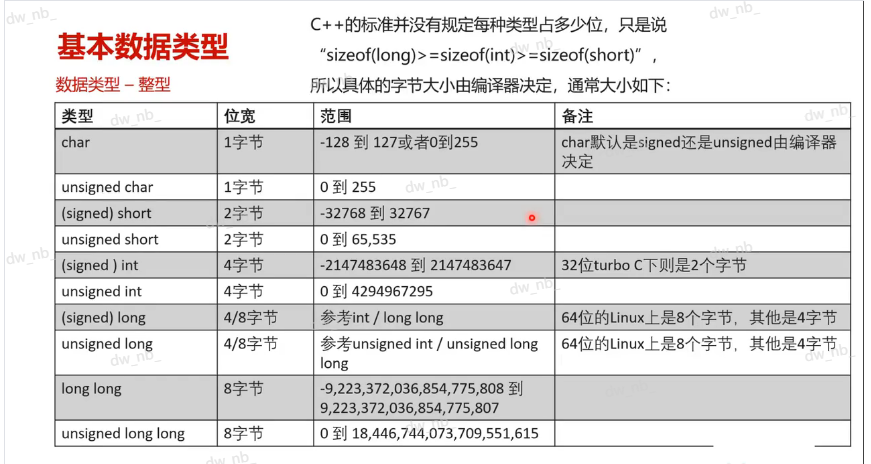 基本数据类型
C++的标准并没有规定每种类型占多少位，只是说
“sizeof(long)>=sizeof(int)>=sizeof(short)”，
数据类型 – 整型
所以具体的字节大小由编译器决定，通常大小如下：
类型 位宽 范围 备注
char 1字节 -128 到 127或者0到255 char默认是signed还是unsigned由编译器
决定
unsigned char 1字节 0 到 255
(signed) short 2字节 -32768 到 32767
unsigned short 2字节 0 到 65,535
(signed ) int 4字节 -2147483648 到 2147483647 32位turbo C下则是2个字节
unsigned int 4字节 0 到 4294967295
(signed) long 4/8字节 参考int / long long 64位的Linux上是8个字节，其他是4字节
unsigned long 4/8字节 参考unsigned int / unsigned long 64位的Linux上是8个字节，其他是4字节
long
long long 8字节 -9,223,372,036,854,775,808 到
9,223,372,036,854,775,807
unsigned long long 8字节 0 到 18,446,744,073,709,551,615
dw_nb_
dw_nb_
dw_nb_
dw_nb_
dw_nb_
dw_nb_
dw_nb_
dw_nb_
dw_nb_
dw_nb_
dw_nb_
dw_nb_